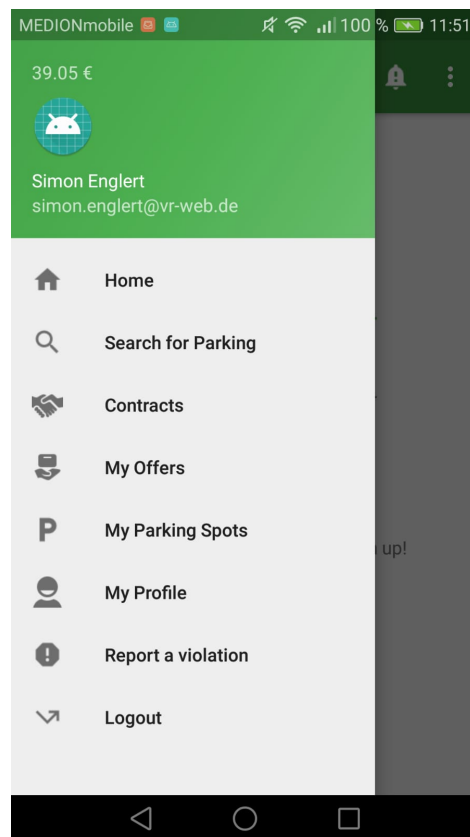 MEDIONmobile 100 % 11:51
39.05 €
Simon Englert
simon.englert@vr-web.de
Home
Search for Parking
Contracts
My Offers
P My Parking Spots
up!
My Profile
Report a violation
Logout